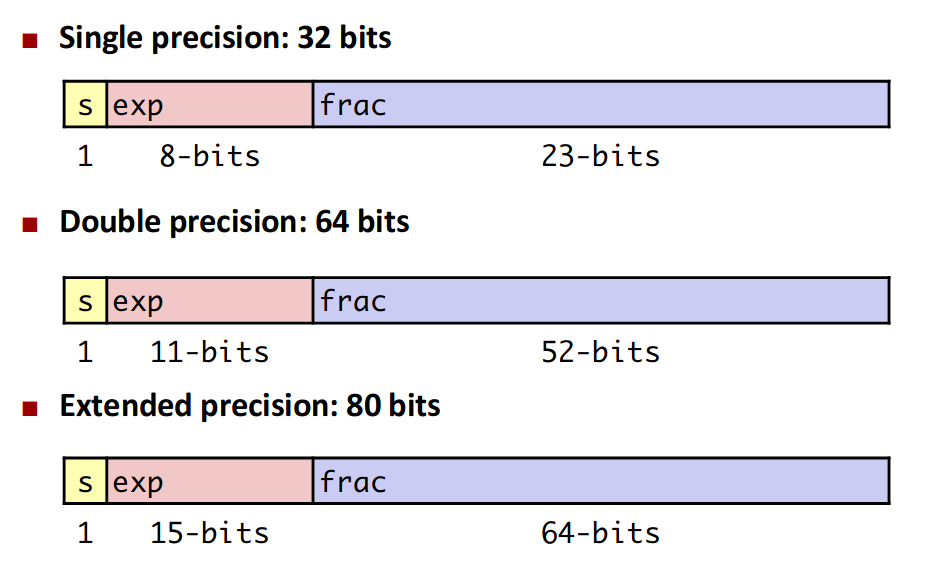 Single precision: 32 bits
s exp frac
1 8-bits 23-bits
Double precision: 64 bits
s exp frac
1 11-bits 52-bits
Extended precision: 80 bits
s exp frac
1 15-bits 64-bits